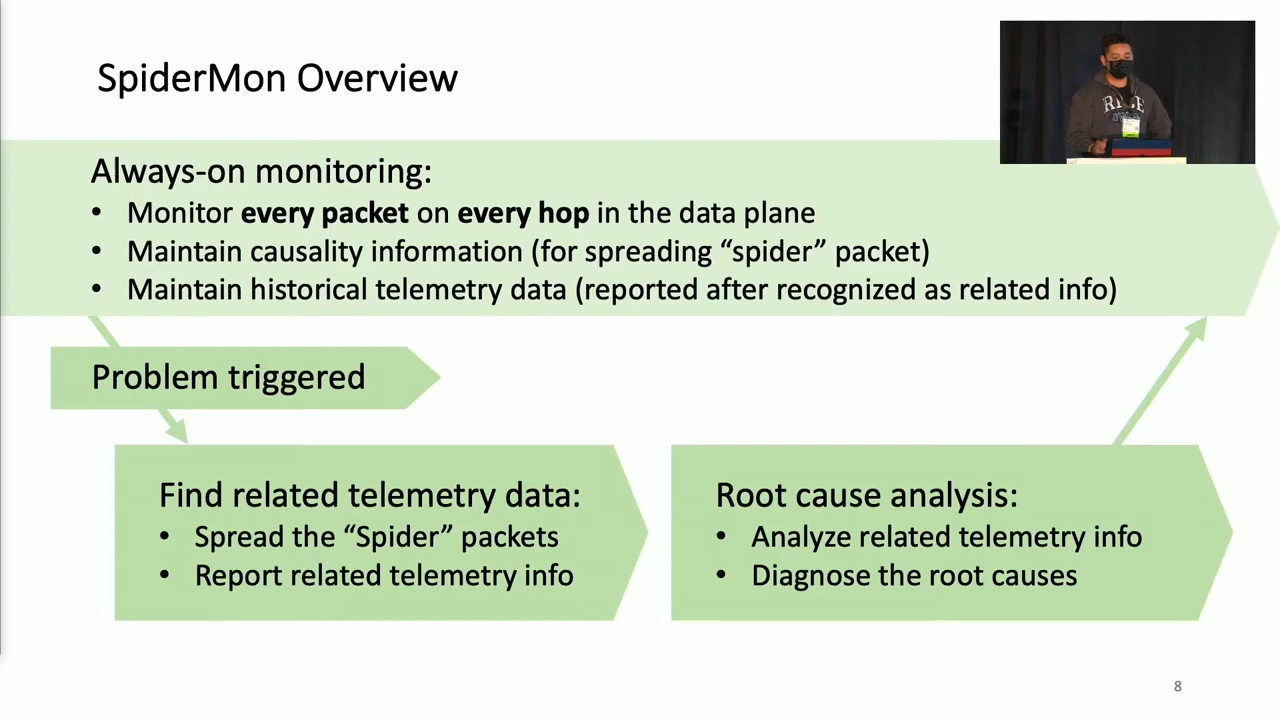 SpiderMon Overview
Always-on monitoring:
• Monitor every packet on every hop in the data plane
• Maintain causality information (for spreading “spider” packet)
• Maintain historical telemetry data (reported after recognized as related info)
Problem triggered
Find related telemetry data:
• Spread the “Spider” packets
• Report related telemetry info
Root cause analysis:
• Analyze related telemetry info
• Diagnose the root causes
8